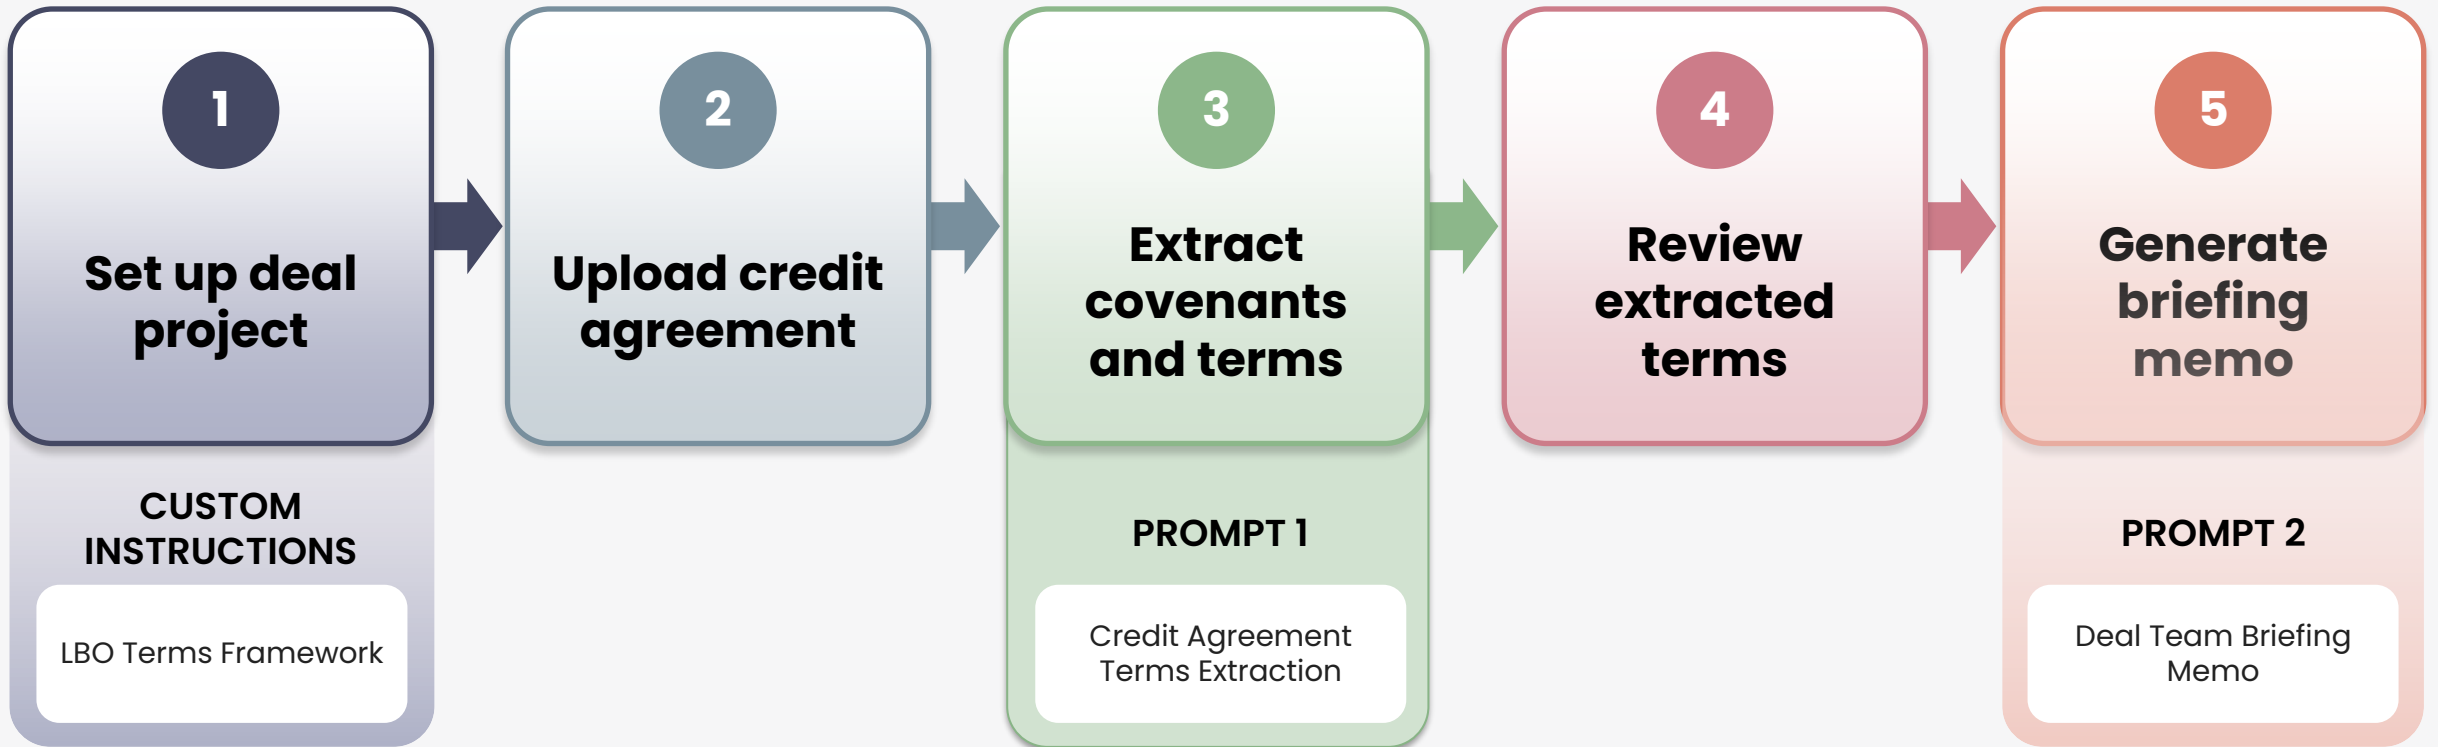 1
Set up deal
project
CUSTOM
INSTRUCTIONS
LBO Terms Framework
2
Upload credit
agreement
3
Extract
covenants
and terms
PROMPT 1
Credit Agreement
Terms Extraction
4
Review
extracted
terms
5
Generate
briefing
memo
PROMPT 2
Deal Team Briefing
Memo